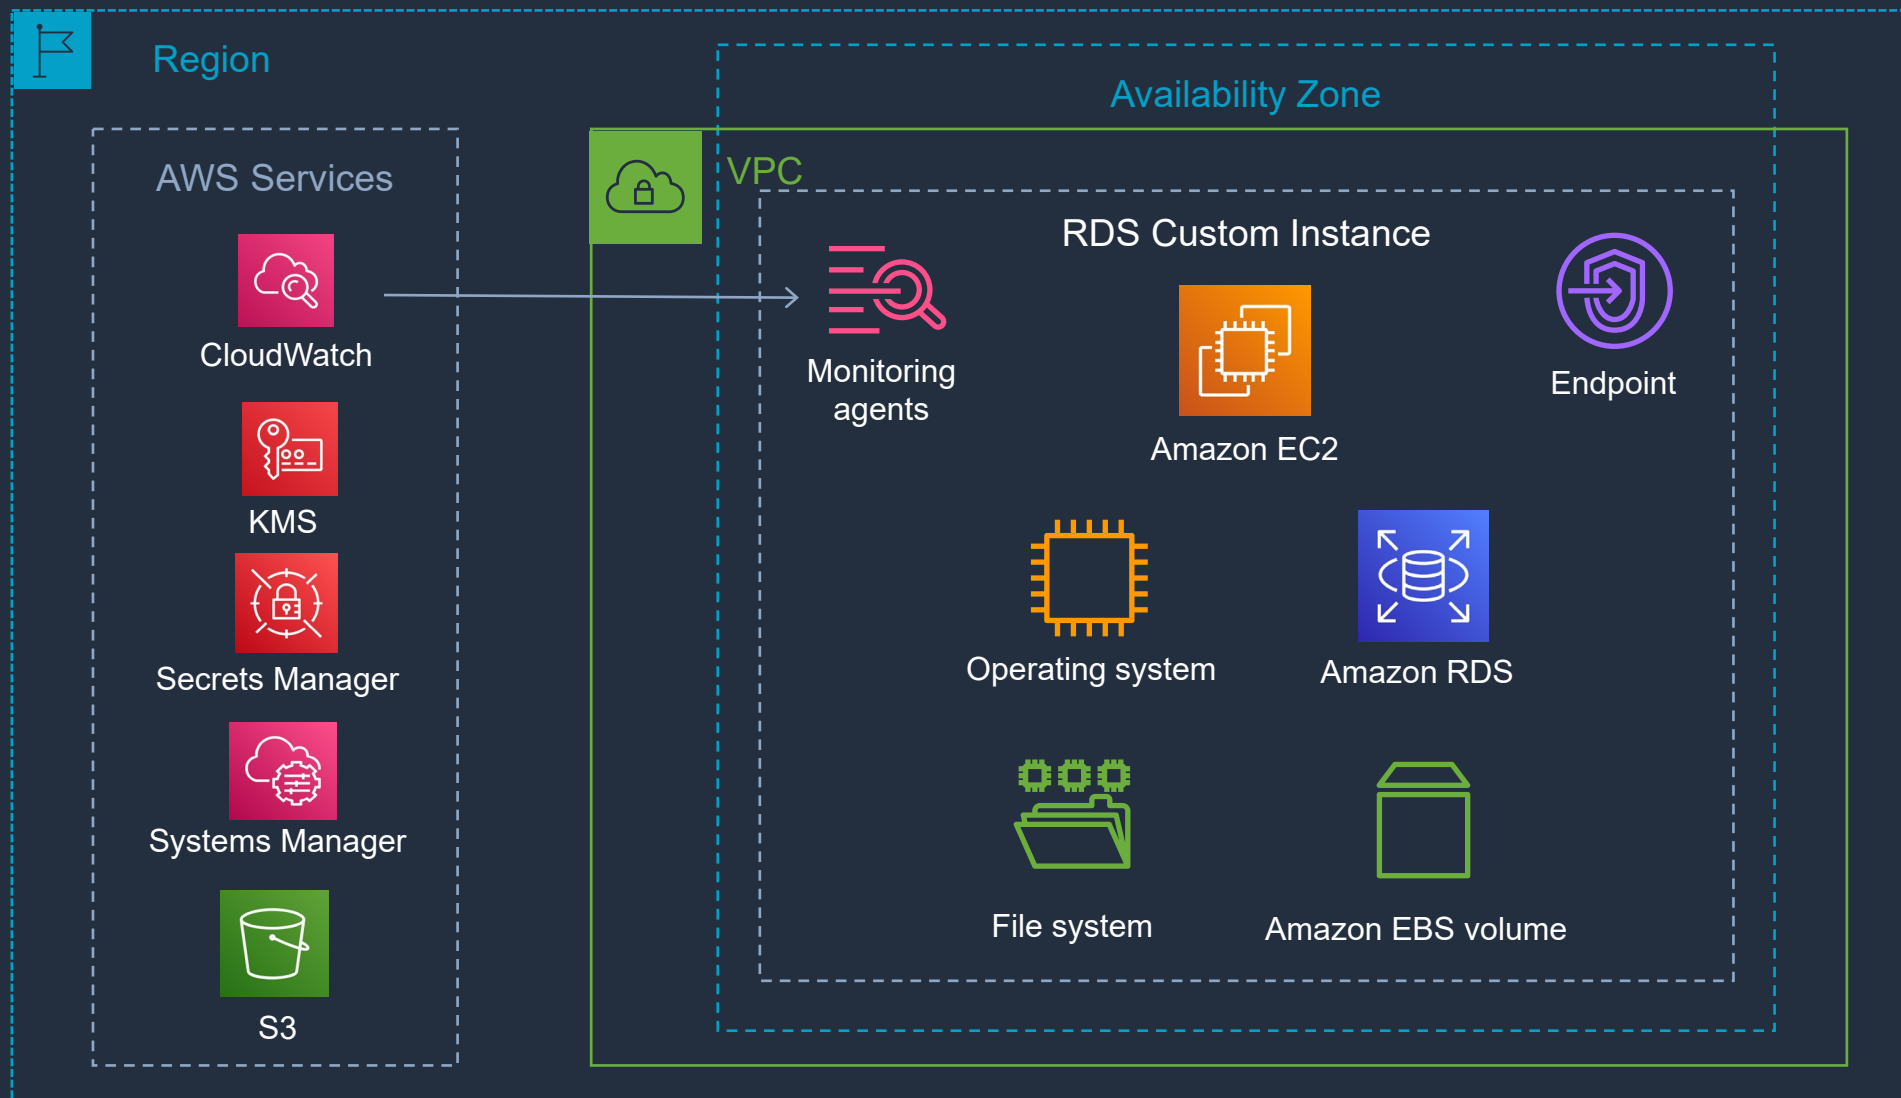 Region
Availability Zone
AWS Services
VPC
RDS Custom Instance
CloudWatch
Monitoring
agents
Amazon EC2
Endpoint
KMS
Secrets Manager
Operating system
Amazon RDS
Systems Manager
File system
Amazon EBS volume
S3